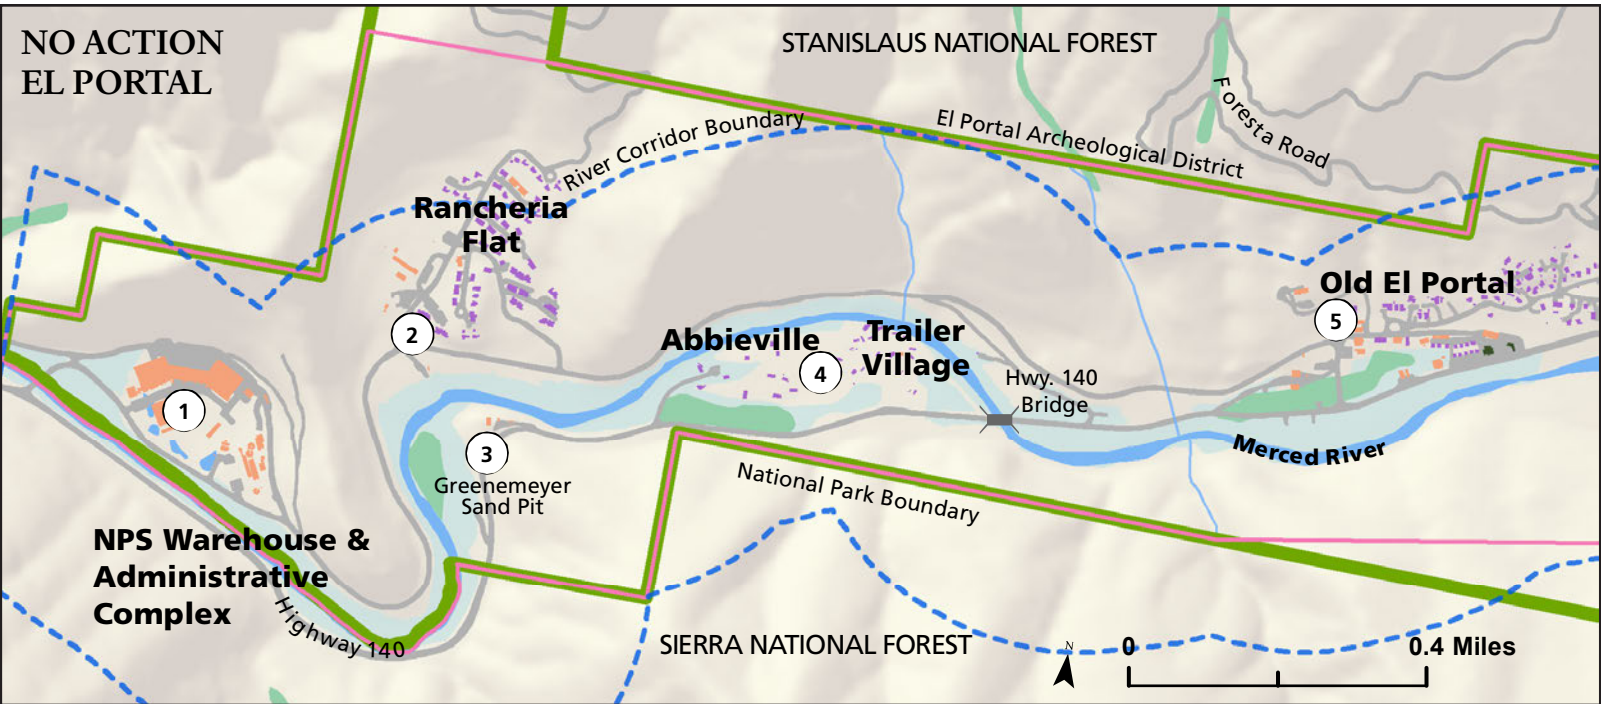 NO ACTION
EL PORTAL
STANISLAUS NATIONAL FOREST
Foresta Road
El Portal Archeological District
River Corridor Boundary
Rancheria
Flat
Old El Portal
5
2
Abbieville
Trailer
Village
4
Hwy. 140
Bridge
1
3
Greenemeyer
Sand Pit
Merced River
National Park Boundary
NPS Warehouse &
Administrative
Complex
Highway 140
SIERRA NATIONAL FOREST
N
0
0.4 Miles